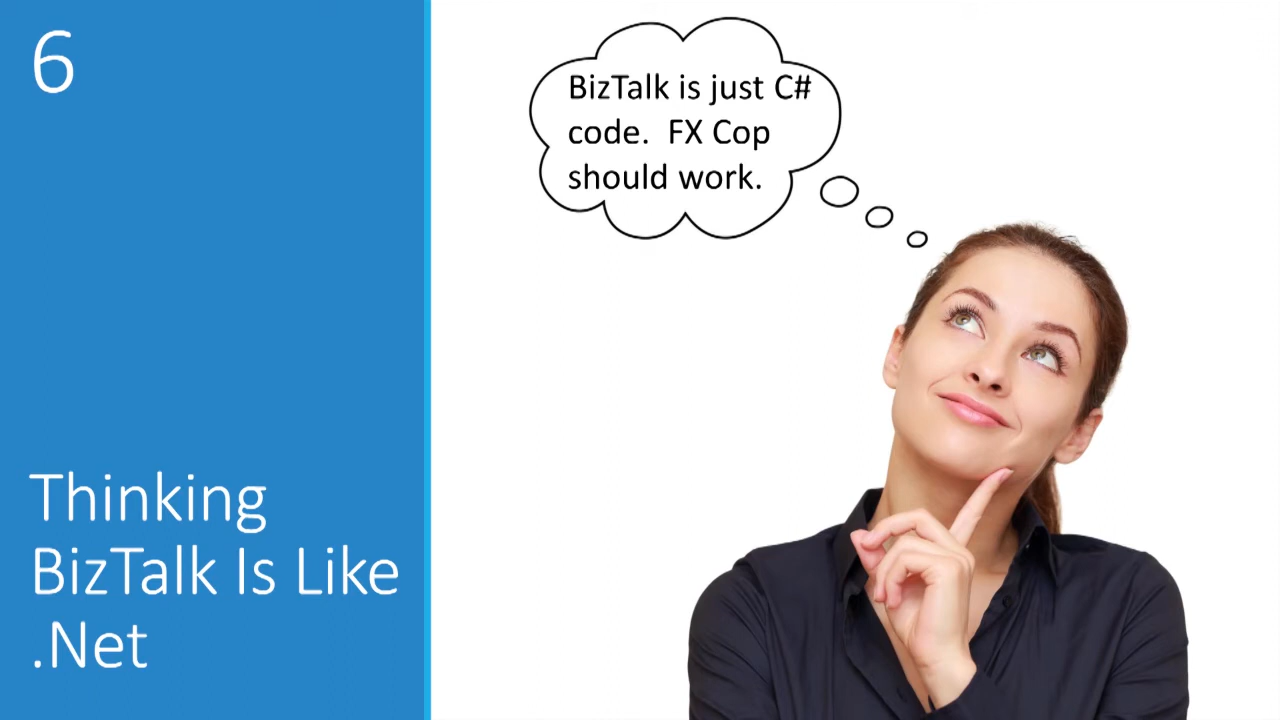 6
Thinking
BizTalk Is Like
.Net
BizTalk is just C#
code.  FX Cop
should work.